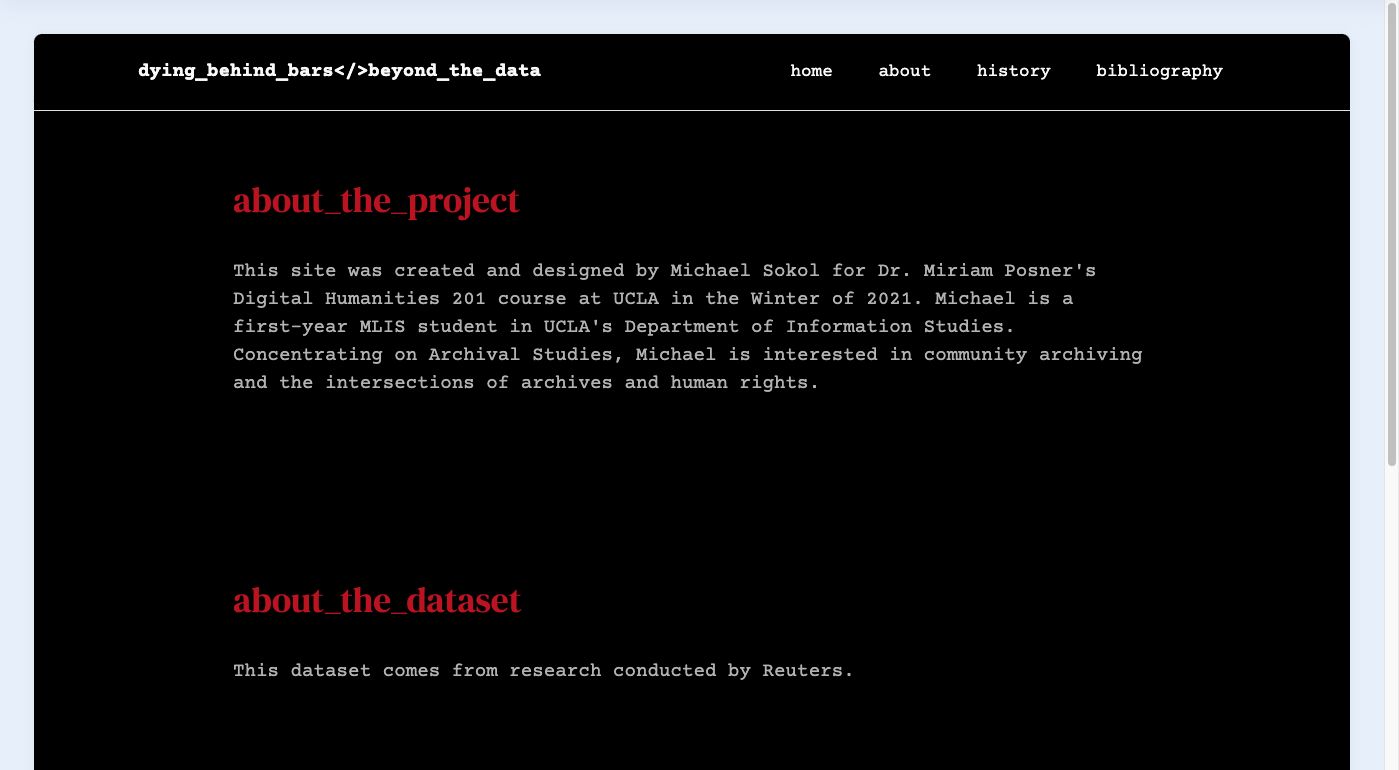 dying_behind_bars</>beyond_the_data
home about history bibliography
about_the_project
This site was created and designed by Michael Sokol for Dr. Miriam Posner's
Digital Humanities 201 course at UCLA in the Winter of 2021. Michael is a
first-year MLIS student in UCLA's Department of Information Studies.
Concentrating on Archival Studies, Michael is interested in community archiving
and the intersections of archives and human rights.
about_the_dataset
This dataset comes from research conducted by Reuters.